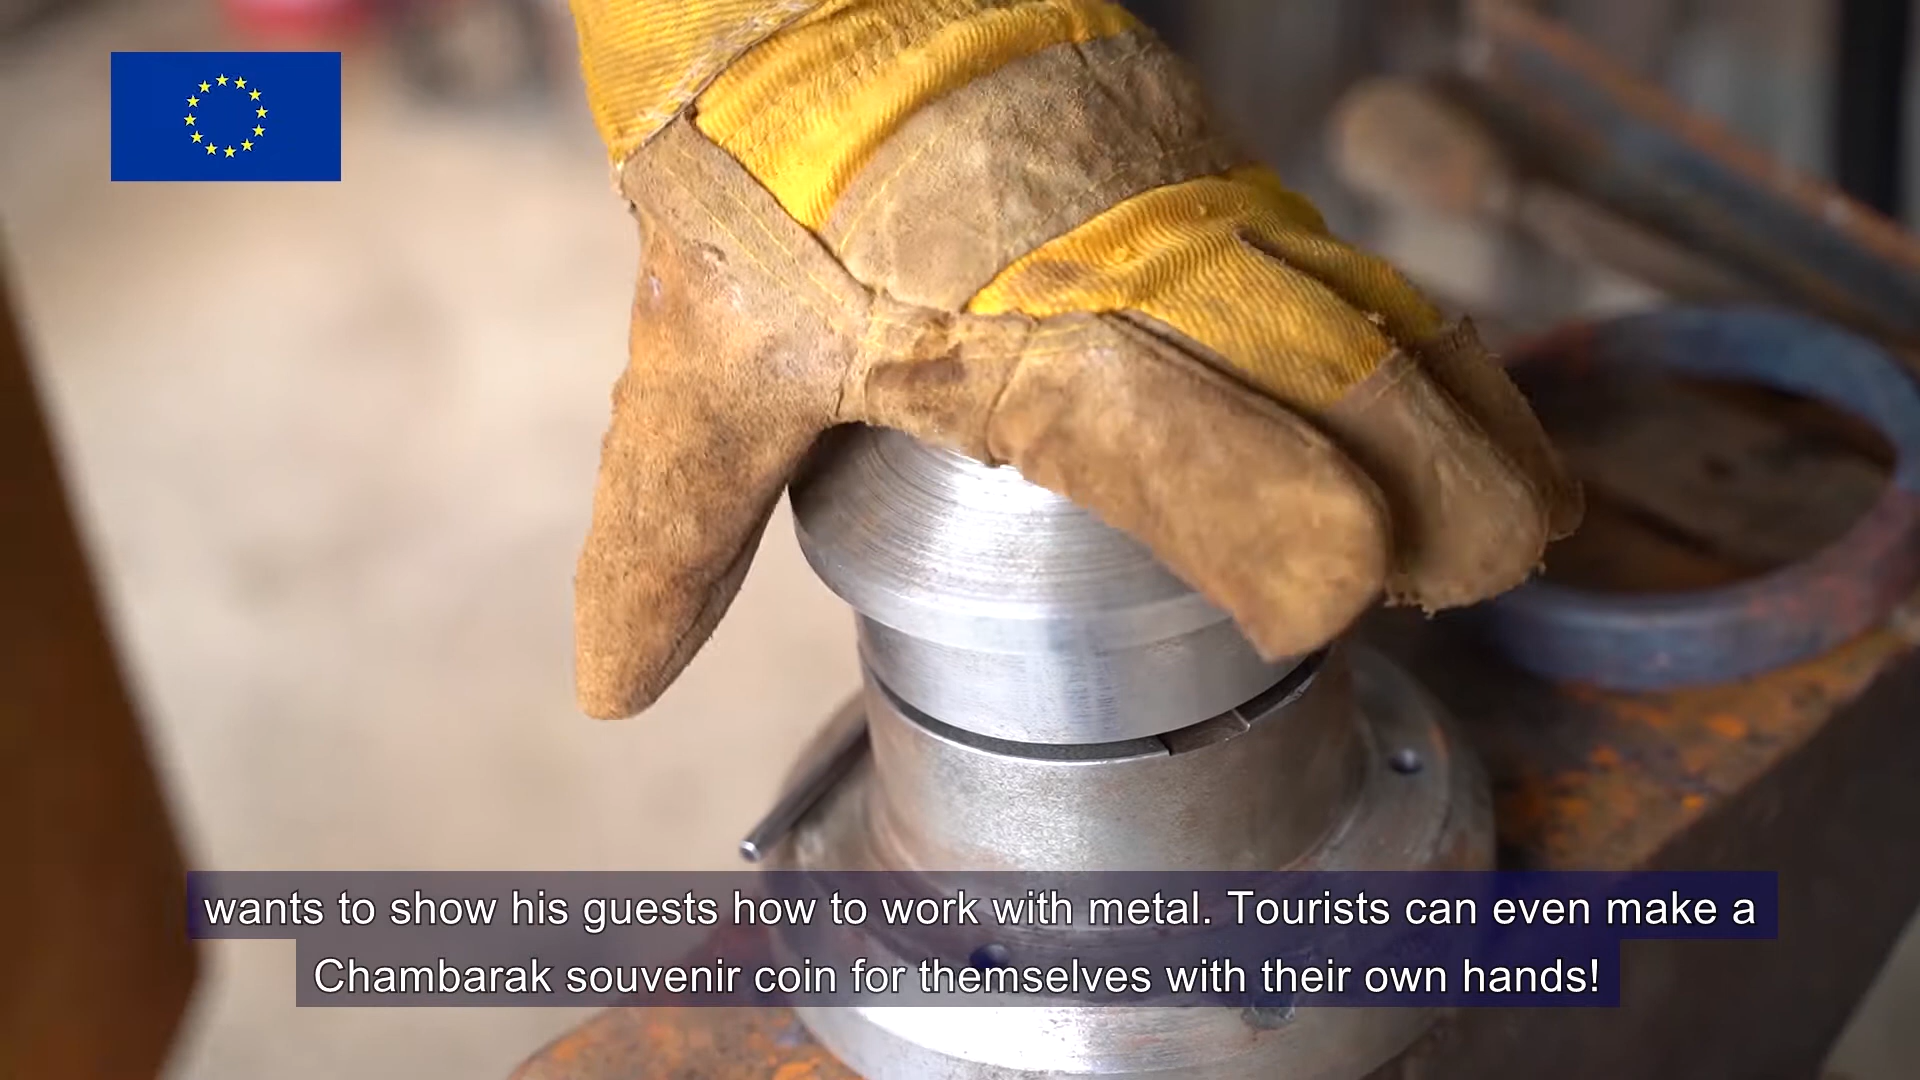 wants to show his guests how to work with metal. Tourists can even make a
Chambarak souvenir coin for themselves with their own hands!